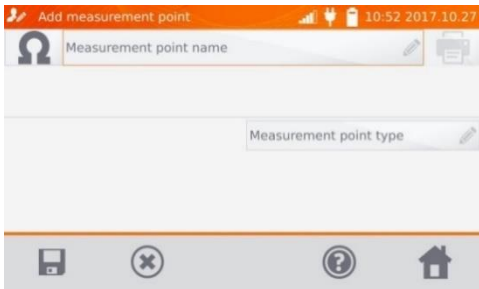 Add measurement point 10:52 2017.10.27
Ω Measurement point name
Measurement point type